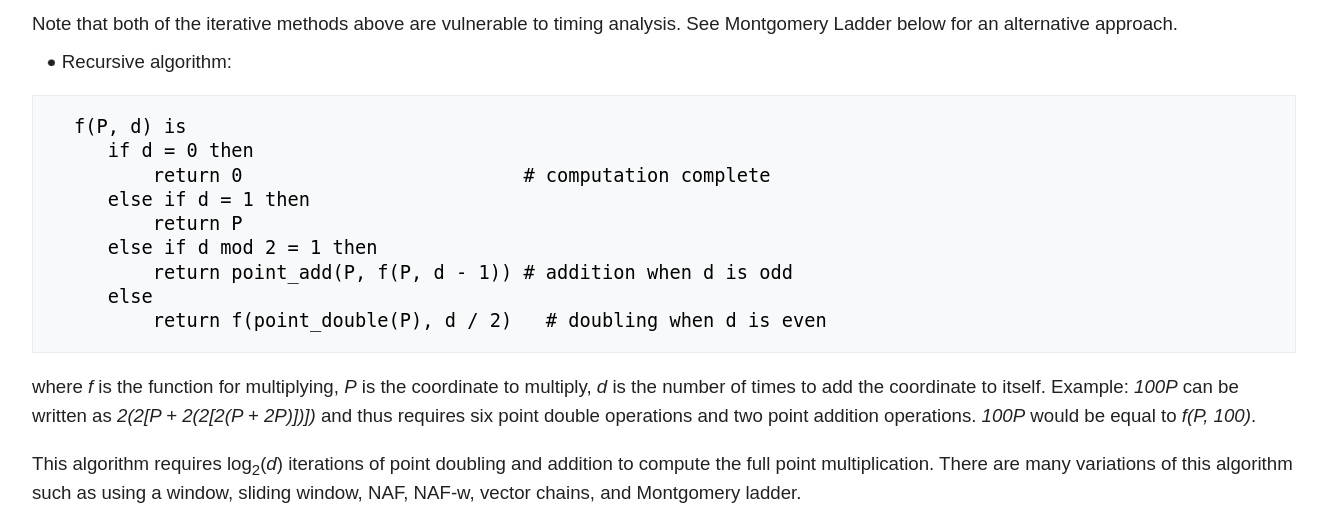 Note that both of the iterative methods above are vulnerable to timing analysis. See Montgomery Ladder below for an alternative approach.
• Recursive algorithm:
f(P, d) is
   if d = 0 then
       return 0                         # computation complete
   else if d = 1 then
       return P
   else if d mod 2 = 1 then
       return point_add(P, f(P, d - 1)) # addition when d is odd
   else
       return f(point_double(P), d / 2)   # doubling when d is even
where f is the function for multiplying, P is the coordinate to multiply, d is the number of times to add the coordinate to itself. Example: 100P can be
written as 2(2[P + 2(2[2(P + 2P)])]) and thus requires six point double operations and two point addition operations. 100P would be equal to f(P, 100).
This algorithm requires log2(d) iterations of point doubling and addition to compute the full point multiplication. There are many variations of this algorithm
such as using a window, sliding window, NAF, NAF-w, vector chains, and Montgomery ladder.